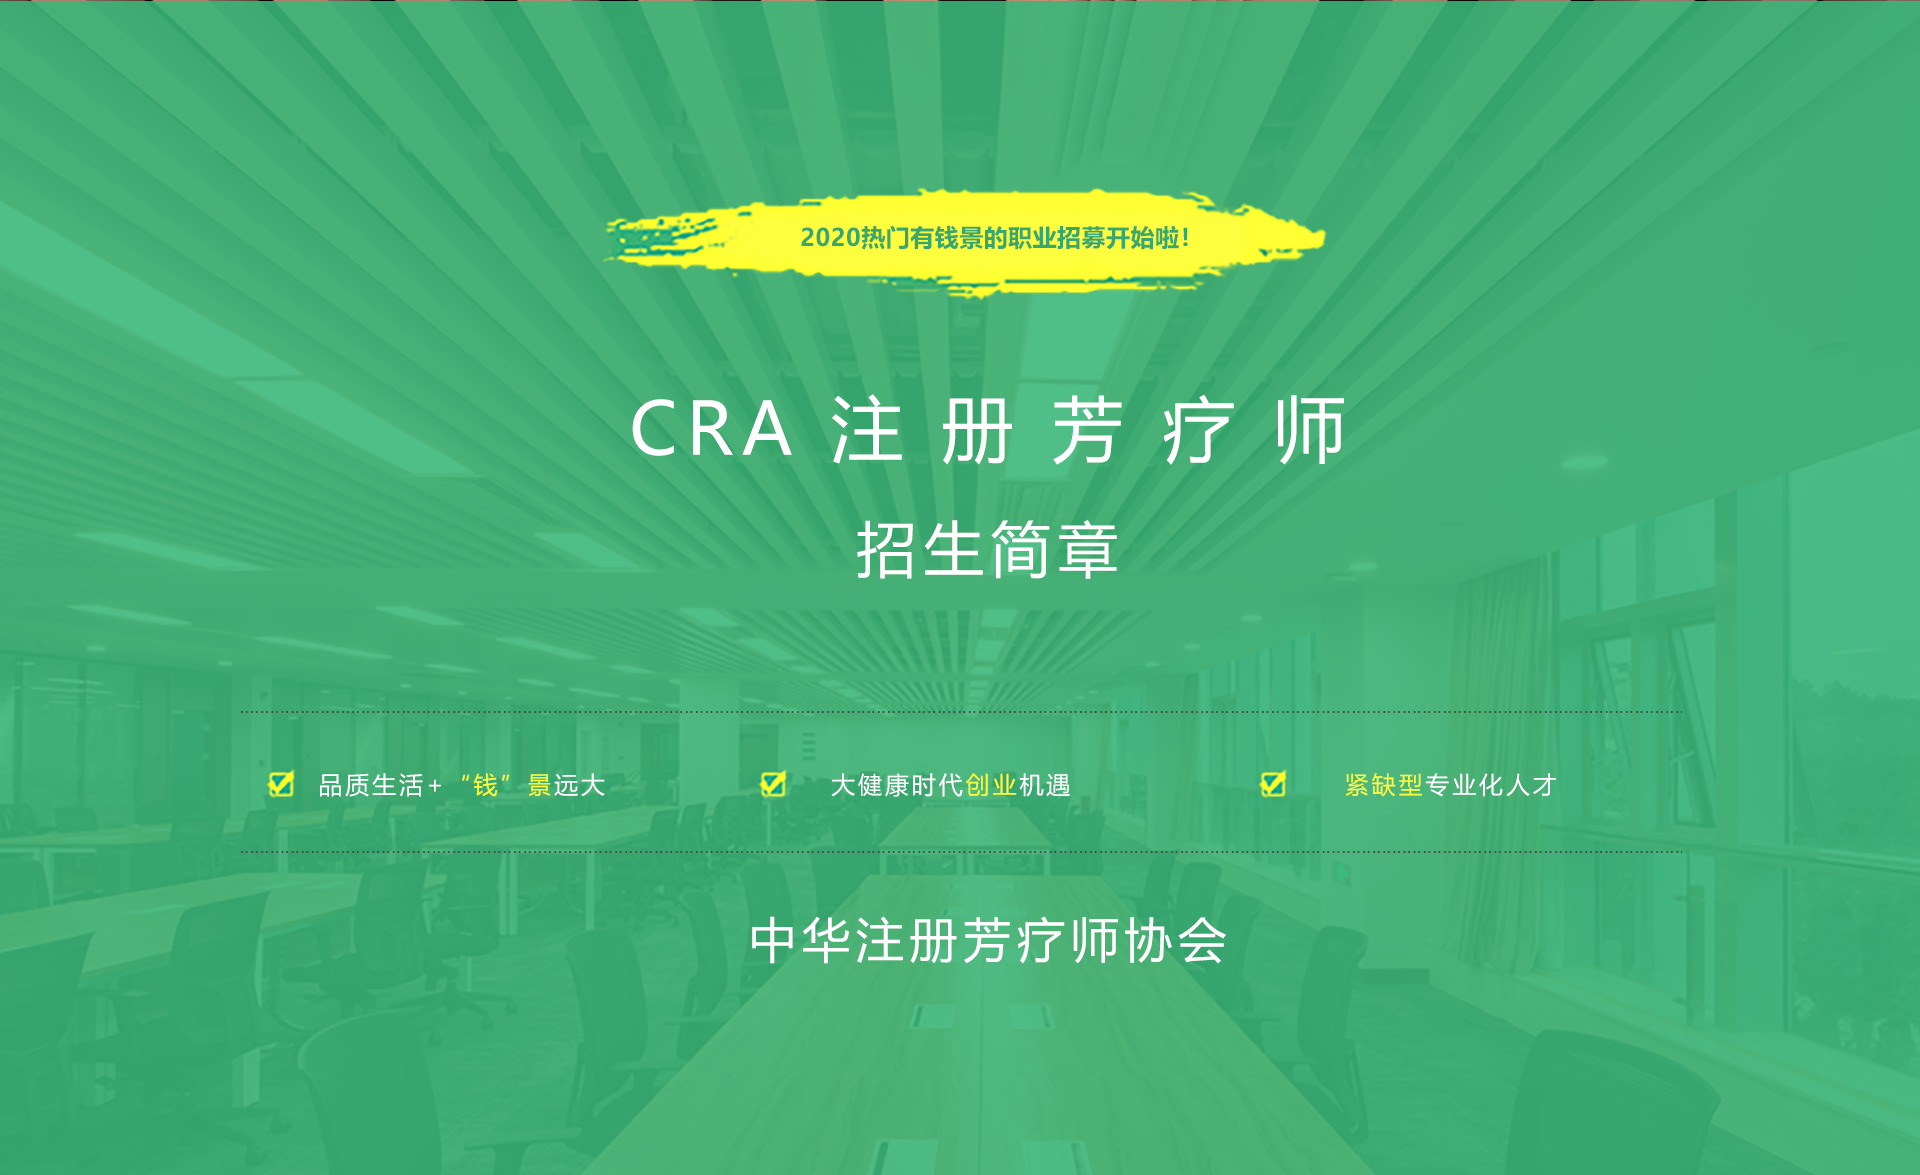 2020热门有钱景的职业招募开始啦！
CRA 注 册 芳 疗 师
招生简章
品质生活+“钱”景远大
大健康时代创业机遇
紧缺型专业化人才
中华注册芳疗师协会